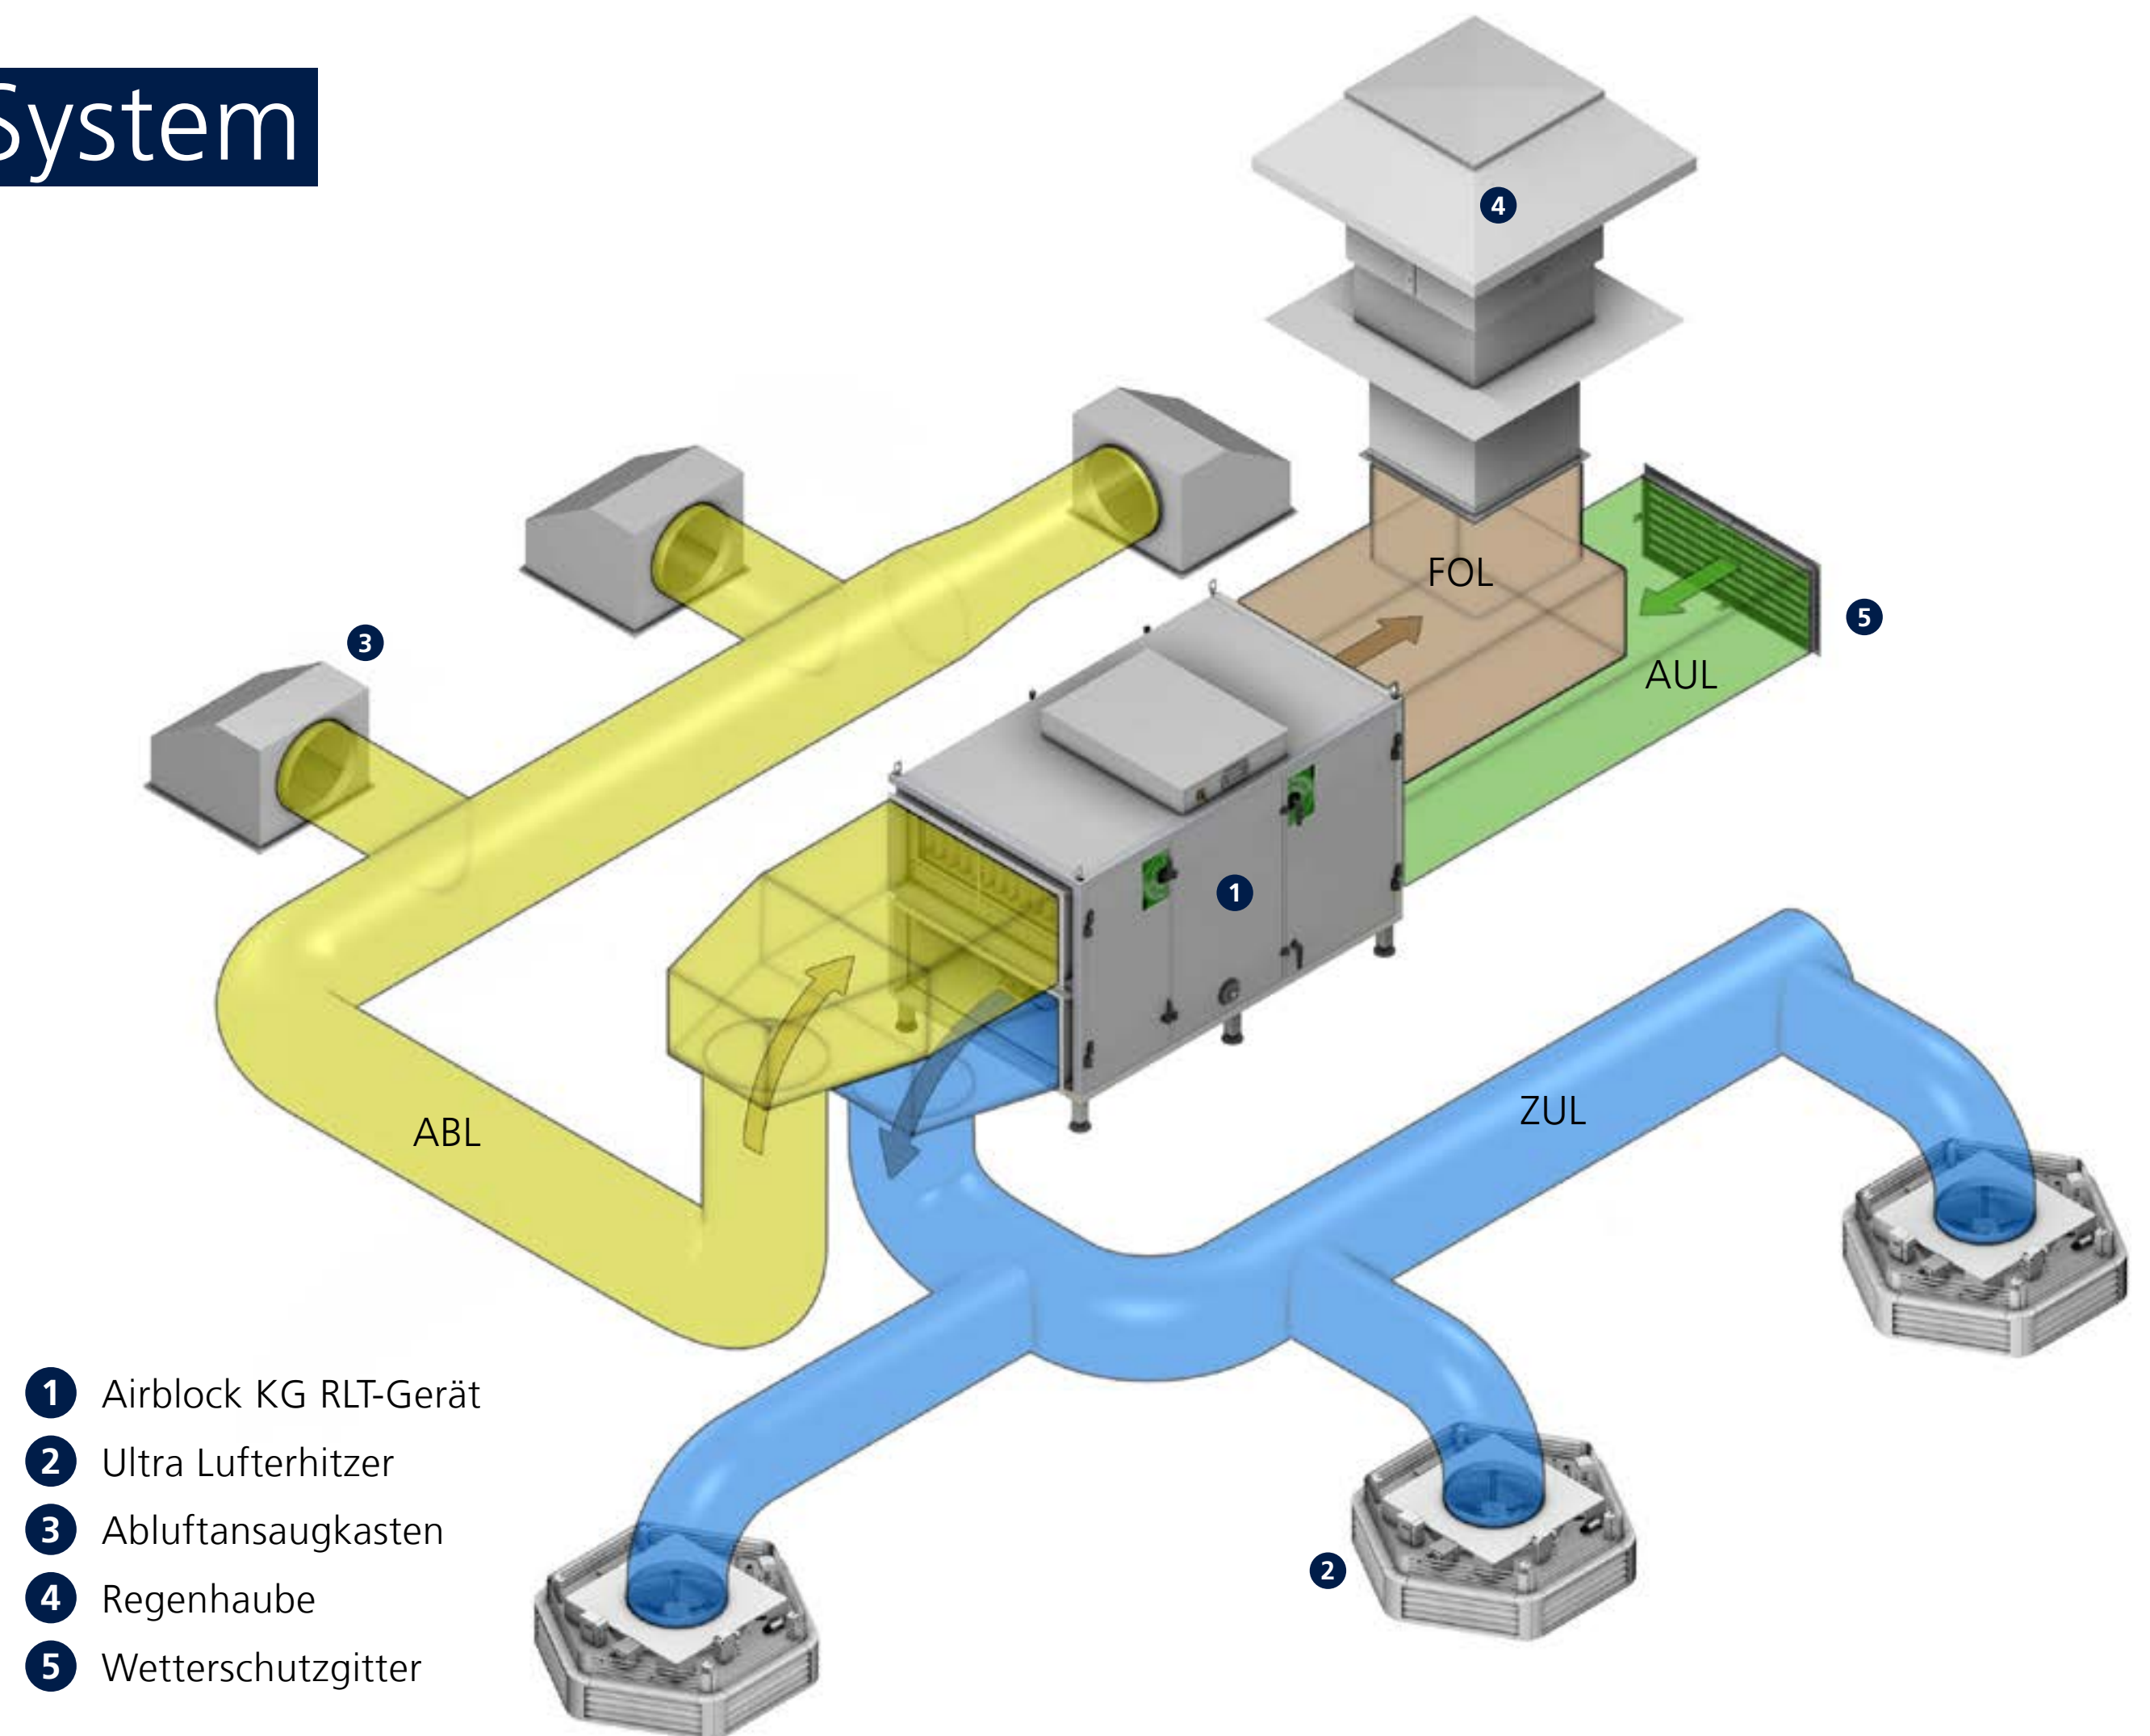 System
4
FOL
5
3
AUL
1
ABL
ZUL
2
1 Airblock KG RLT-Gerät
2 Ultra Lufterhitzer
3 Abluftansaugkasten
4 Regenhaube
5 Wetterschutzgitter